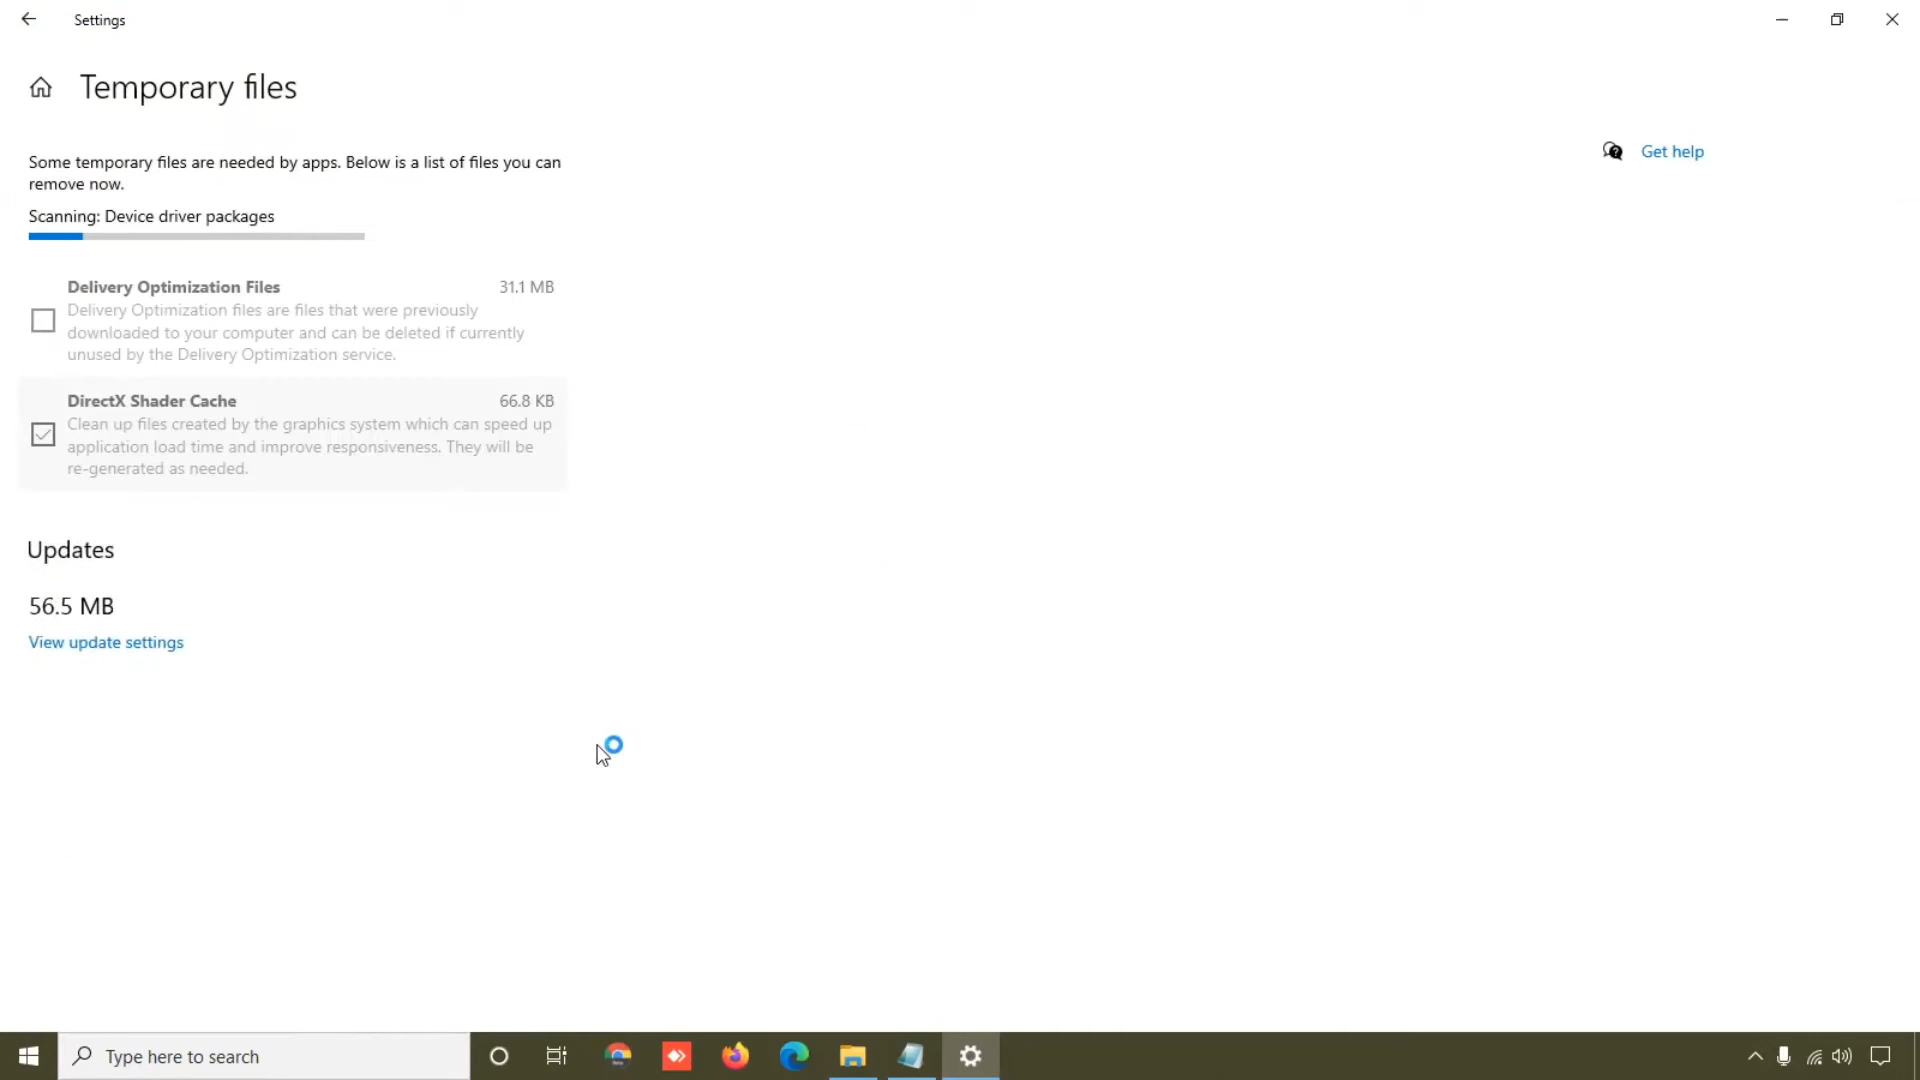 Settings
Temporary files
Some temporary files are needed by apps. Below is a list of files you can
remove now.
Get help
Scanning: Device driver packages
Delivery Optimization Files 31.1 MB
Delivery Optimization files are files that were previously
downloaded to your computer and can be deleted if currently
unused by the Delivery Optimization service.
DirectX Shader Cache 66.8 KB
Clean up files created by the graphics system which can speed up
application load time and improve responsiveness. They will be
re-generated as needed.
Updates
56.5 MB
View update settings
Type here to search